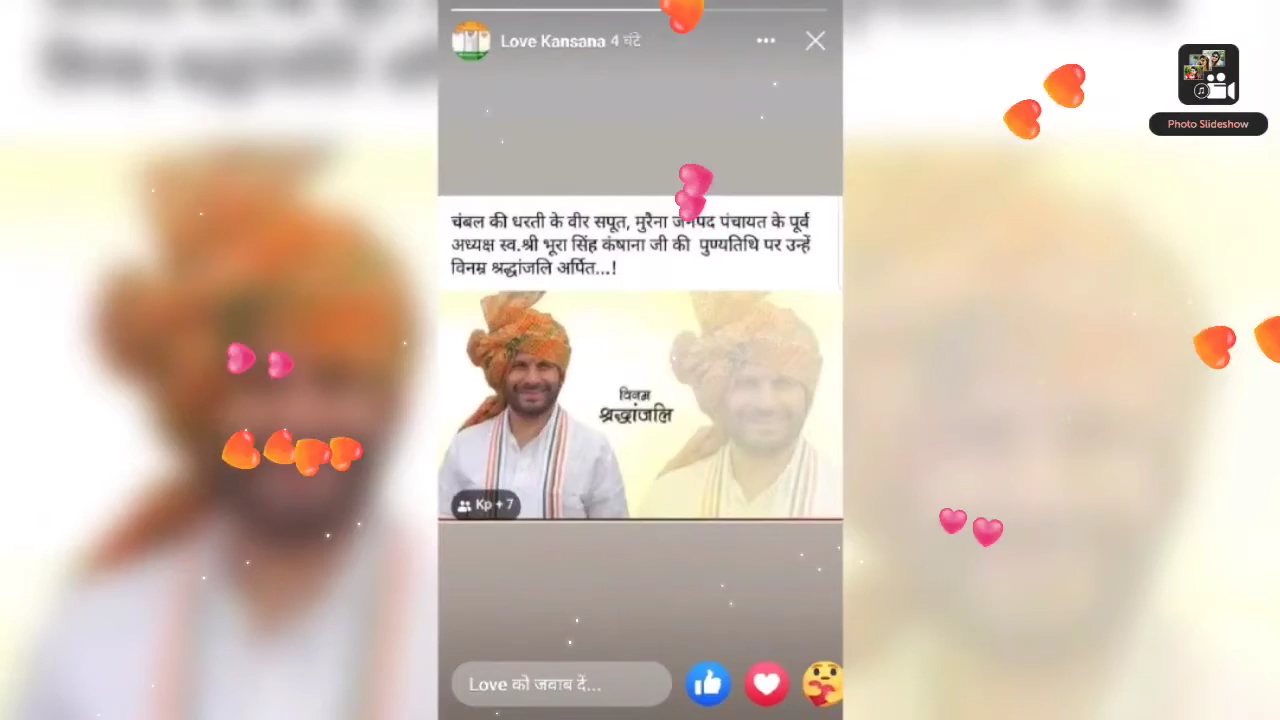 Love Kansana 4 घंटे
Photo Slideshow
चंबल की धरती के वीर सपूत, मुरैना जनपद पंचायत के पूर्व
अध्यक्ष स्व.श्री भूरा सिंह कंषाना जी की पुण्यतिथि पर उन्हें
विनम्र श्रद्धांजलि अर्पित...!
विनम्र
श्रद्धांजलि
Kp + 7
Love को जवाब दें...